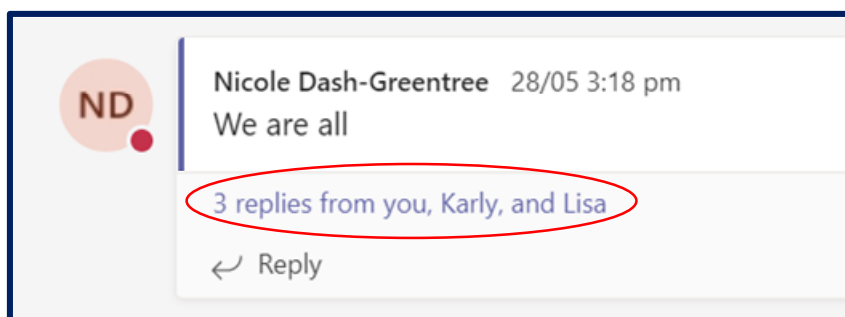 ND
Nicole Dash-Greentree 28/05 3:18 pm
We are all
3 replies from you, Karly, and Lisa
Reply